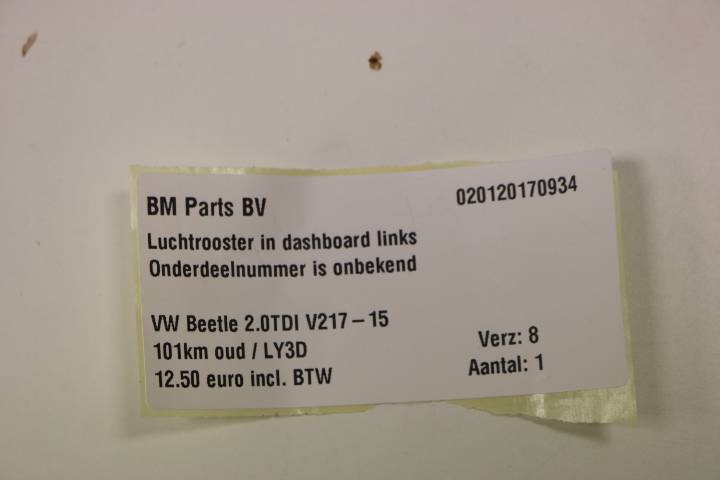 BM Parts BV
020120170934
Luchtrooster in dashboard links
Onderdeelnummer is onbekend
VW Beetle 2.0TDI V217 – 15
101km oud / LY3D
12.50 euro incl. BTW
Verz: 8
Aantal: 1